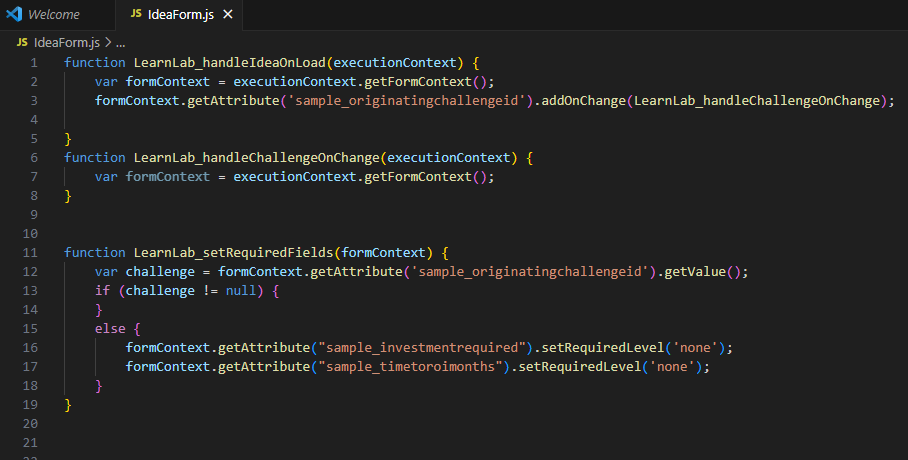 Welcome
JS IdeaForm.js ×
JS IdeaForm.js > ...
1 function LearnLab_handleIdeaOnLoad(executionContext) {
2 var formContext = executionContext.getFormContext();
3 formContext.getAttribute('sample_originatingchallengeid').addOnChange(LearnLab_handleChallengeOnChange);
4
5 }
6 function LearnLab_handleChallengeOnChange(executionContext) {
7 var formContext = executionContext.getFormContext();
8 }
9
10
11 function LearnLab_setRequiredFields(formContext) {
12 var challenge = formContext.getAttribute('sample_originatingchallengeid').getValue();
13 if (challenge != null) {
14 }
15 else {
16 formContext.getAttribute("sample_investmentrequired").setRequiredLevel('none');
17 formContext.getAttribute("sample_timetoroimonths").setRequiredLevel('none');
18 }
19 }
20
21